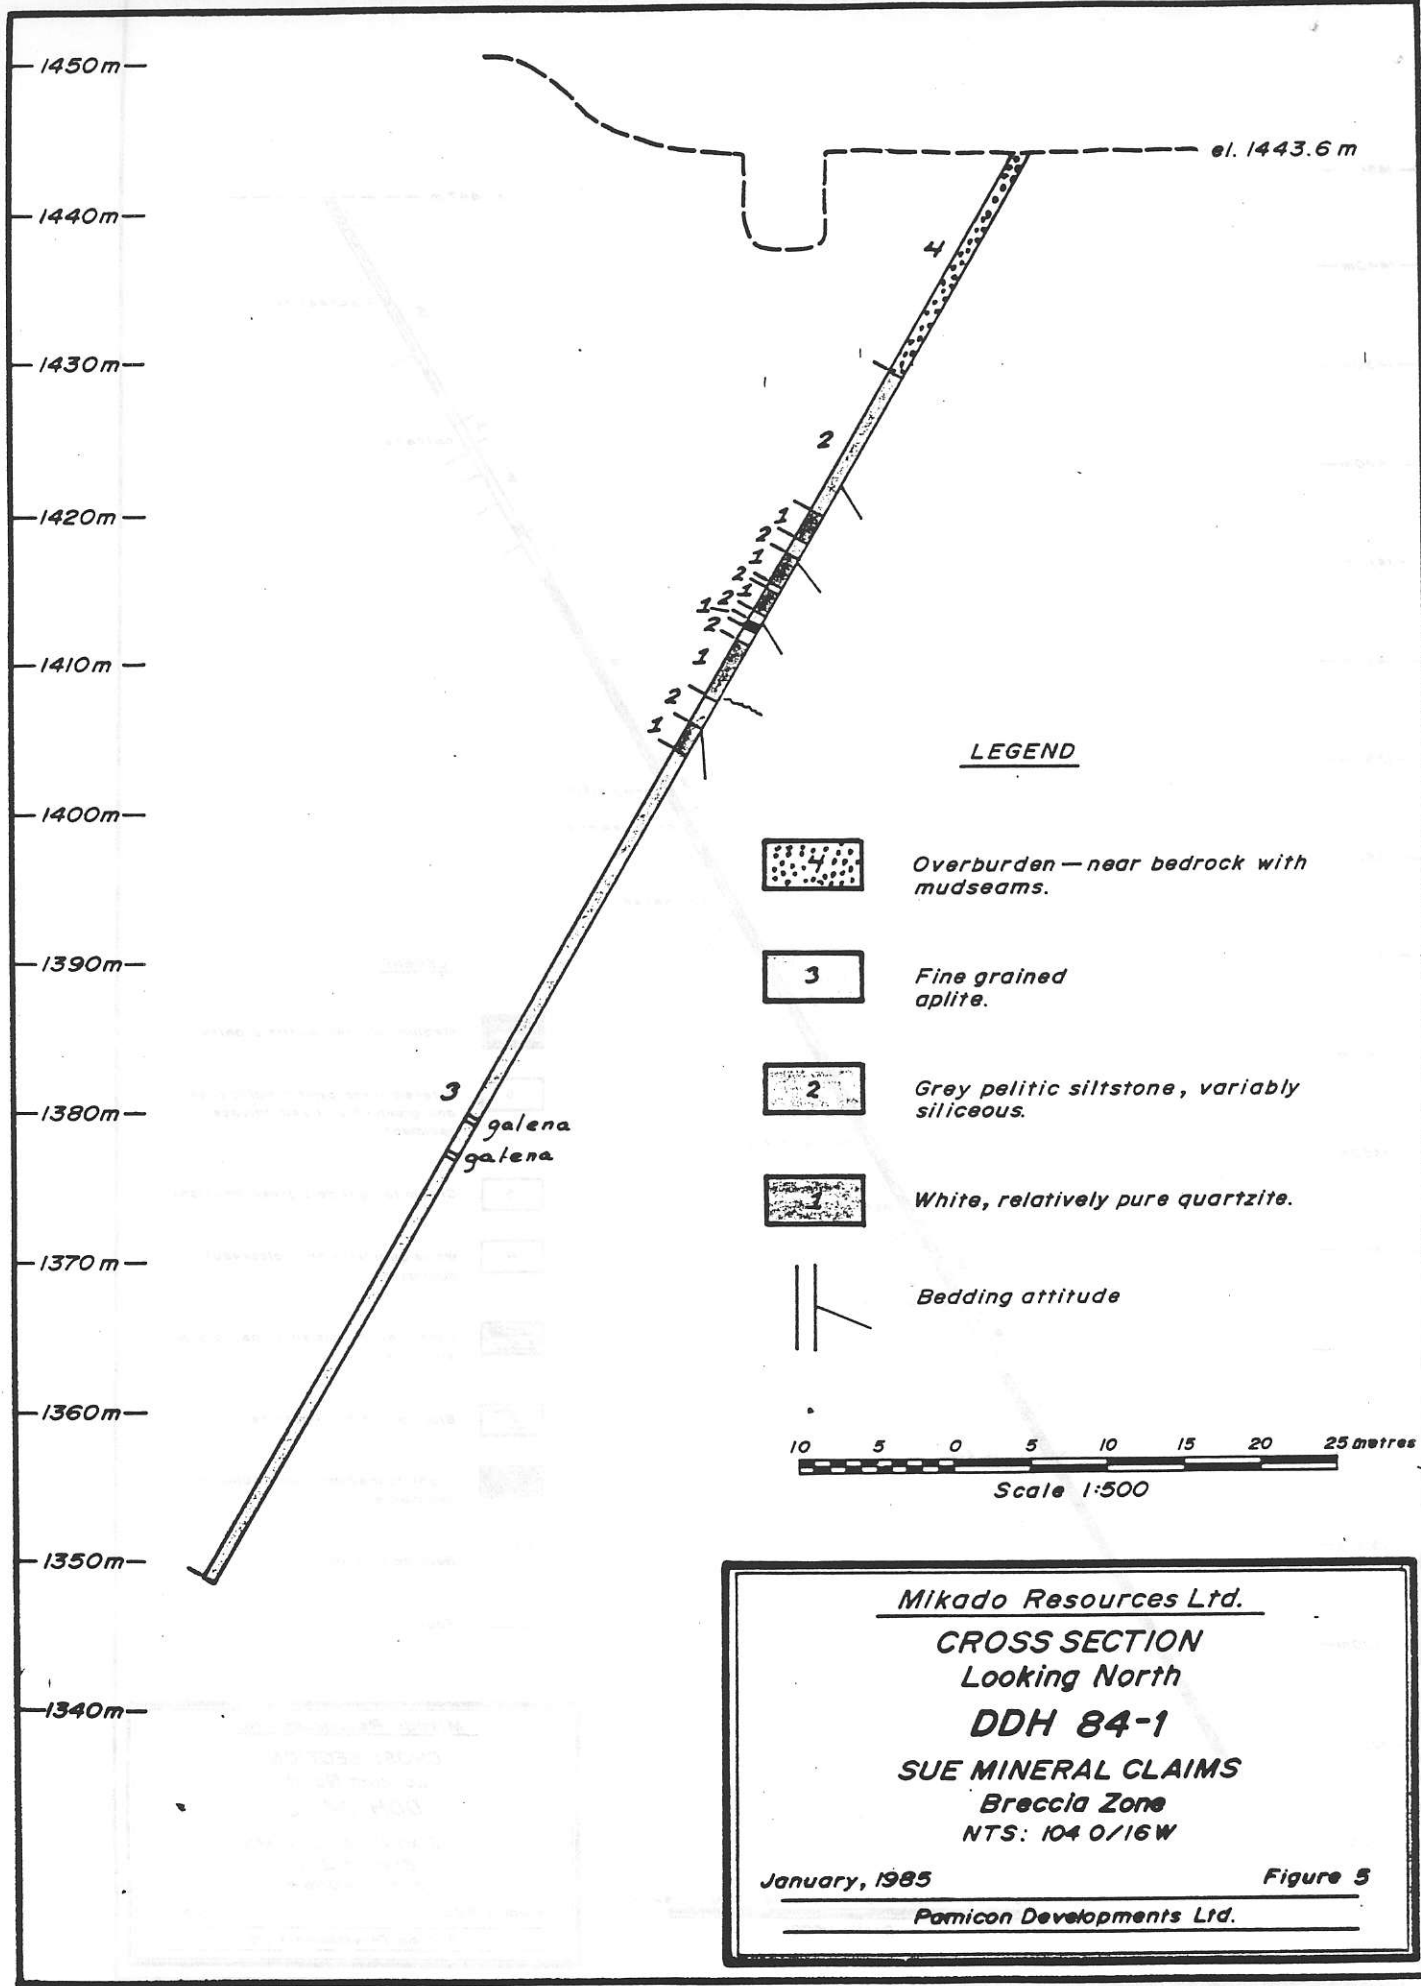 1450m
el. 1443.6 m
1440m
4
1430m
2
1420m
1
2
1
2
1
2
1
2
1410m
1
2
1
LEGEND
1400m
4 Overburden — near bedrock with
mudseams.
1390m
3 Fine grained
aplite.
3
1380m
galena
galena
2 Grey pelitic siltstone, variably
siliceous.
1 White, relatively pure quartzite.
1370m
Bedding attitude
1360m
10 5 0 5 10 15 20 25 metres
Scale 1:500
1350m
1340m
Mikado Resources Ltd.
CROSS SECTION
Looking North
DDH 84-1
SUE MINERAL CLAIMS
Breccia Zone
NTS: 104 O/16W
January, 1985 Figure 5
Pamicon Developments Ltd.